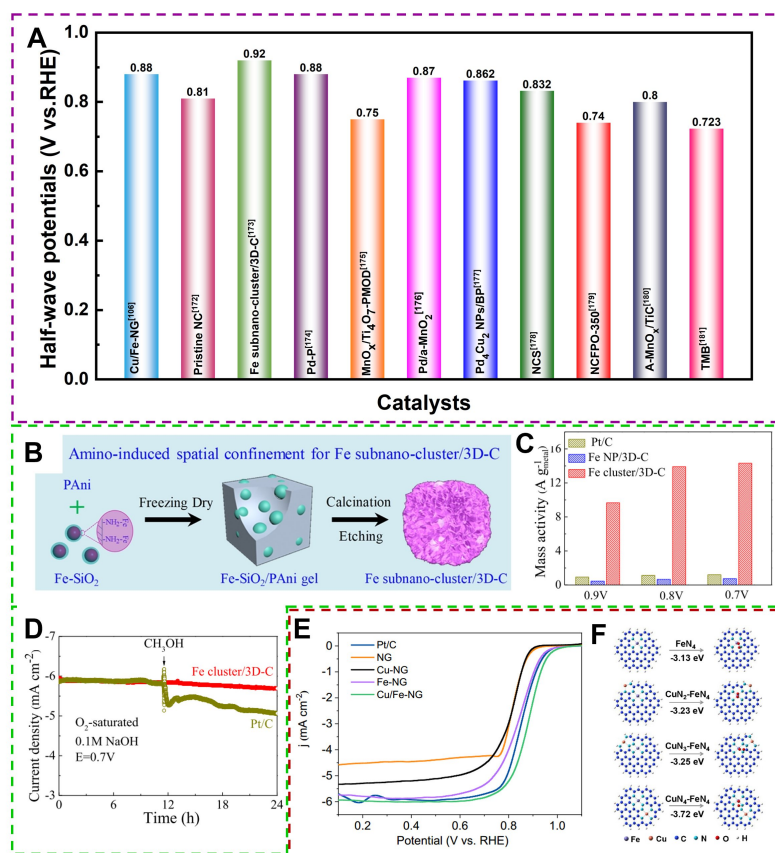 A
Half-wave potentials (V vs.RHE)
1.0
0.8
0.6
0.4
0.2
0.0
0.88
0.81
0.92
0.88
0.75
0.87
0.862
0.832
0.74
0.8
0.723
Cu/Fe-NG[106]
Pristine NC[172]
Fe subnano-cluster/3D-C[173]
Pd-P[174]
MnOx/Ti4O7-PMOD[175]
Pd/a-MnO2[176]
Pd4Cu2 NPs/BP[177]
NCS[178]
NCFPO-350[179]
A-MnOx/TiC[180]
TMB[181]
Catalysts
B
Amino-induced spatial confinement for Fe subnano-cluster/3D-C
PAni
+
-NH2-
-NH2-
Fe-SiO2
Freezing Dry
Fe-SiO2/PAni gel
Calcination
Etching
Fe subnano-cluster/3D-C
C
Mass activity (A g-1metal)
16
12
8
4
0
Pt/C
Fe NP/3D-C
Fe cluster/3D-C
0.9V
0.8V
0.7V
D
Current density (mA cm-2)
-7
-6
-5
-4
-3
CH3OH
Fe cluster/3D-C
Pt/C
O2-saturated
0.1M NaOH
E=0.7V
0
6
12
18
24
Time (h)
E
j (mA cm-2)
0
-1
-2
-3
-4
-5
-6
Pt/C
NG
Cu-NG
Fe-NG
Cu/Fe-NG
0.2
0.4
0.6
0.8
1.0
Potential (V vs. RHE)
F
FeN4
-3.13 eV
CuN2-FeN4
-3.23 eV
CuN3-FeN4
-3.25 eV
CuN4-FeN4
-3.72 eV
Fe Cu C N O H